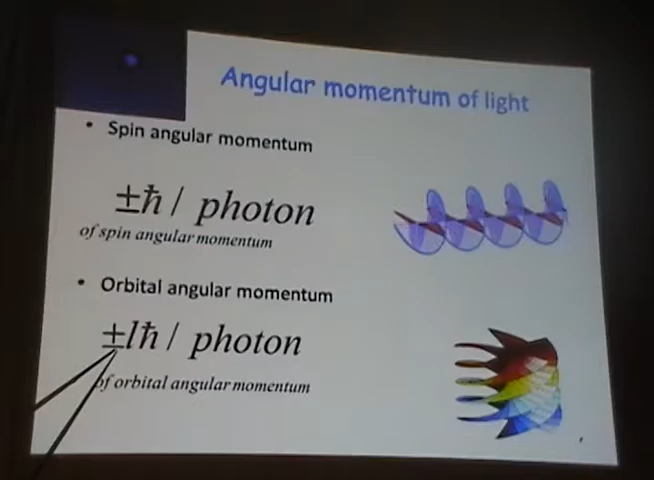 Angular momentum of light
• Spin angular momentum
±ℏ / photon
of spin angular momentum
• Orbital angular momentum
±lℏ / photon
of orbital angular momentum